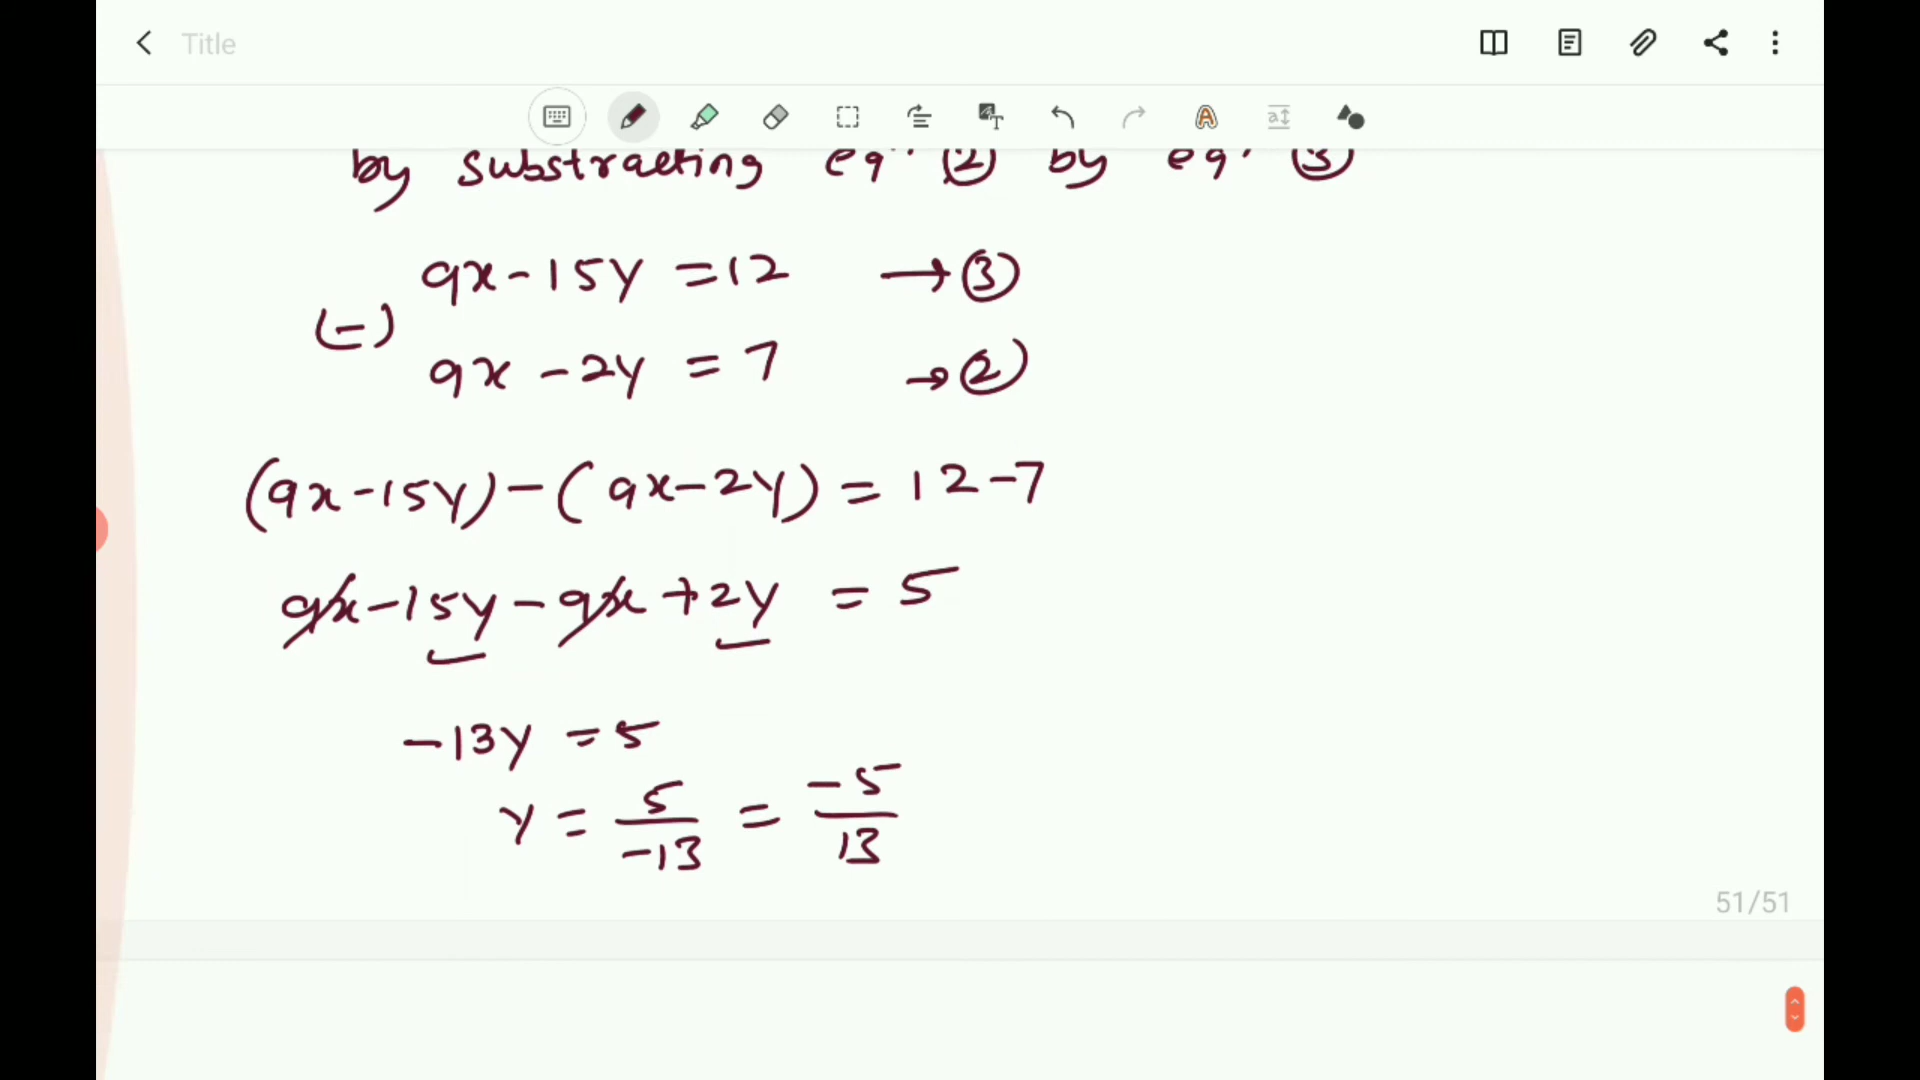 Title
by substracting eqⁿ ② by eqⁿ ③
9x-15y =12 →③
(-)
9x - 2y = 7 →②
(9x-15y)-(9x-2y) = 12-7
9x-15y-9x+2y = 5
-13y =5
y = 5/-13 = -5/13
51/51